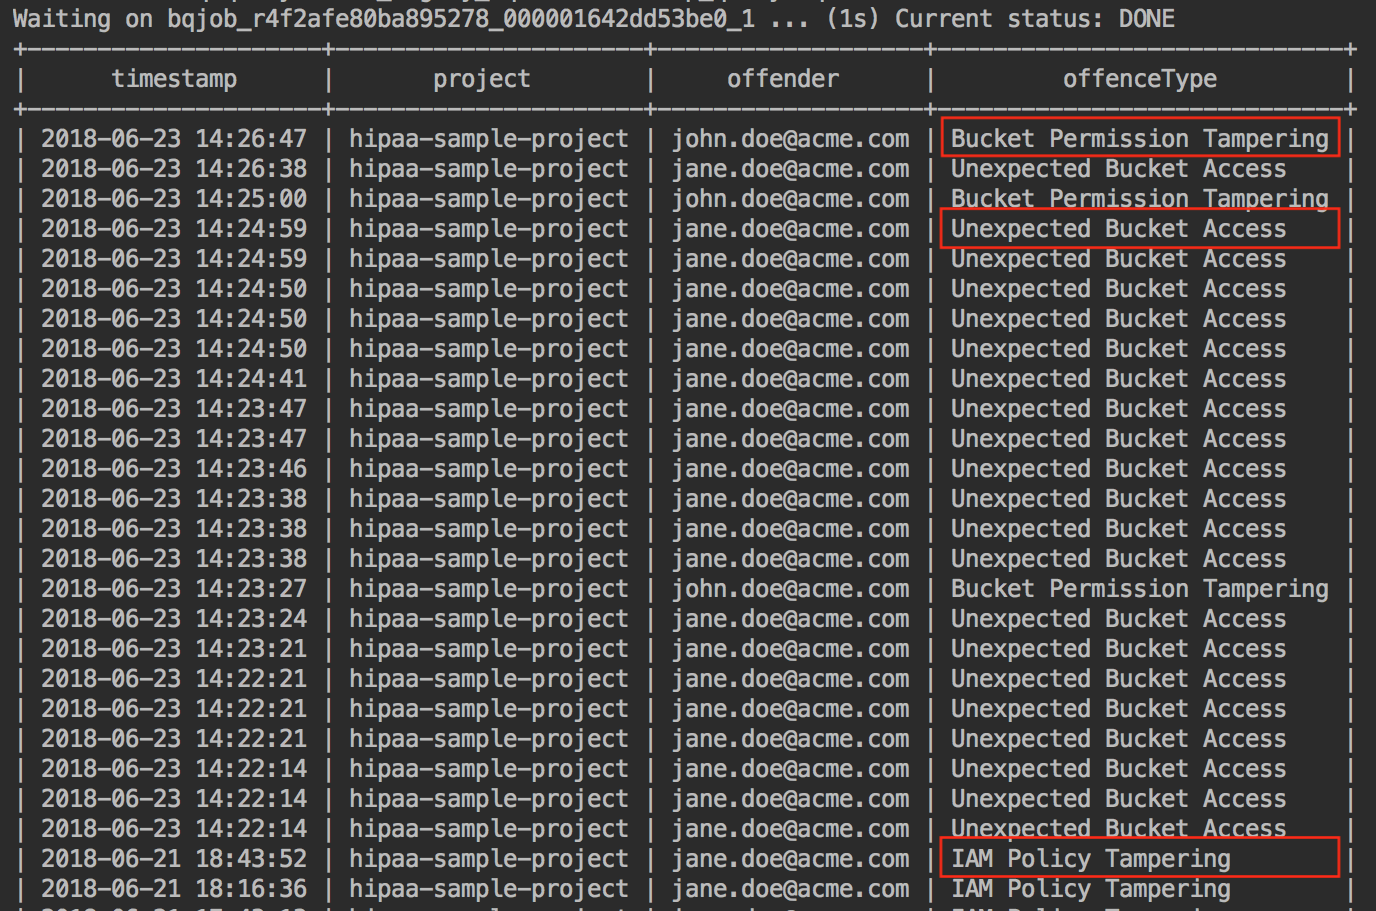 Waiting on bqjob_r4f2afe80ba895278_000001642dd53be0_1 ... (1s) Current status: DONE
+---------------------+----------------------+-------------------+-----------------------------+
| timestamp | project | offender | offenceType |
+---------------------+----------------------+-------------------+-----------------------------+
| 2018-06-23 14:26:47 | hipaa-sample-project | john.doe@acme.com | Bucket Permission Tampering |
| 2018-06-23 14:26:38 | hipaa-sample-project | jane.doe@acme.com | Unexpected Bucket Access |
| 2018-06-23 14:25:00 | hipaa-sample-project | john.doe@acme.com | Bucket Permission Tampering |
| 2018-06-23 14:24:59 | hipaa-sample-project | jane.doe@acme.com | Unexpected Bucket Access |
| 2018-06-23 14:24:59 | hipaa-sample-project | jane.doe@acme.com | Unexpected Bucket Access |
| 2018-06-23 14:24:50 | hipaa-sample-project | jane.doe@acme.com | Unexpected Bucket Access |
| 2018-06-23 14:24:50 | hipaa-sample-project | jane.doe@acme.com | Unexpected Bucket Access |
| 2018-06-23 14:24:50 | hipaa-sample-project | jane.doe@acme.com | Unexpected Bucket Access |
| 2018-06-23 14:24:41 | hipaa-sample-project | jane.doe@acme.com | Unexpected Bucket Access |
| 2018-06-23 14:23:47 | hipaa-sample-project | jane.doe@acme.com | Unexpected Bucket Access |
| 2018-06-23 14:23:47 | hipaa-sample-project | jane.doe@acme.com | Unexpected Bucket Access |
| 2018-06-23 14:23:46 | hipaa-sample-project | jane.doe@acme.com | Unexpected Bucket Access |
| 2018-06-23 14:23:38 | hipaa-sample-project | jane.doe@acme.com | Unexpected Bucket Access |
| 2018-06-23 14:23:38 | hipaa-sample-project | jane.doe@acme.com | Unexpected Bucket Access |
| 2018-06-23 14:23:38 | hipaa-sample-project | jane.doe@acme.com | Unexpected Bucket Access |
| 2018-06-23 14:23:27 | hipaa-sample-project | john.doe@acme.com | Bucket Permission Tampering |
| 2018-06-23 14:23:24 | hipaa-sample-project | jane.doe@acme.com | Unexpected Bucket Access |
| 2018-06-23 14:23:21 | hipaa-sample-project | jane.doe@acme.com | Unexpected Bucket Access |
| 2018-06-23 14:22:21 | hipaa-sample-project | jane.doe@acme.com | Unexpected Bucket Access |
| 2018-06-23 14:22:21 | hipaa-sample-project | jane.doe@acme.com | Unexpected Bucket Access |
| 2018-06-23 14:22:21 | hipaa-sample-project | jane.doe@acme.com | Unexpected Bucket Access |
| 2018-06-23 14:22:14 | hipaa-sample-project | jane.doe@acme.com | Unexpected Bucket Access |
| 2018-06-23 14:22:14 | hipaa-sample-project | jane.doe@acme.com | Unexpected Bucket Access |
| 2018-06-23 14:22:14 | hipaa-sample-project | jane.doe@acme.com | Unexpected Bucket Access |
| 2018-06-21 18:43:52 | hipaa-sample-project | jane.doe@acme.com | IAM Policy Tampering |
| 2018-06-21 18:16:36 | hipaa-sample-project | jane.doe@acme.com | IAM Policy Tampering |